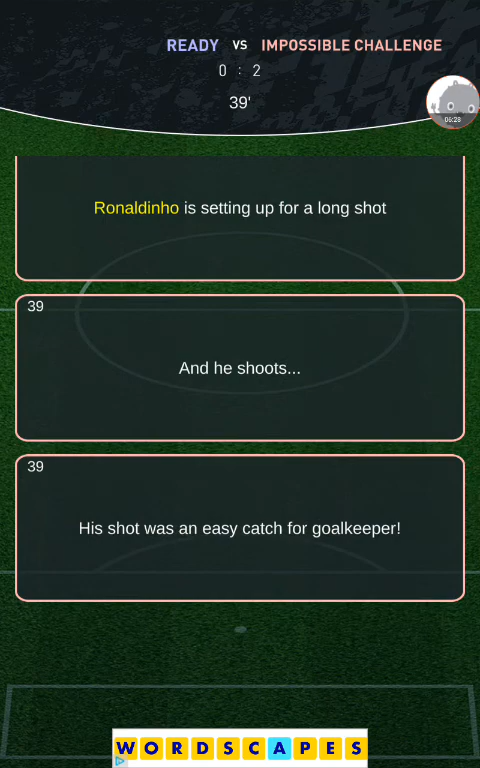 READY VS IMPOSSIBLE CHALLENGE
0 : 2
39'
06:28
Ronaldinho is setting up for a long shot
39
And he shoots...
39
His shot was an easy catch for goalkeeper!
WORDSCAPES